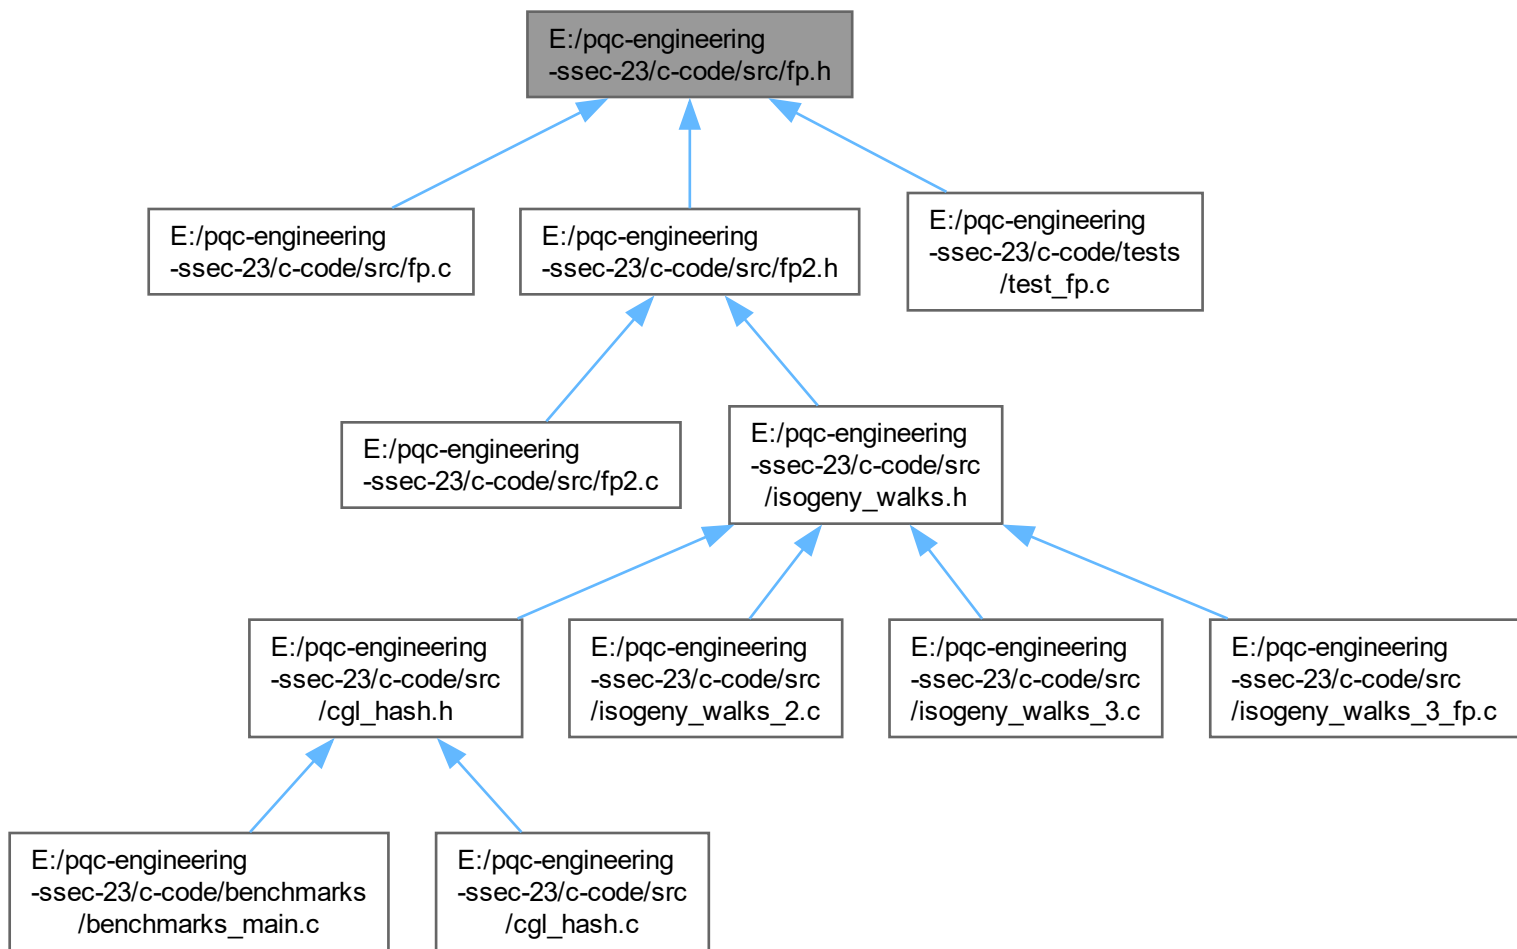 E:/pqc-engineering
-ssec-23/c-code/src/fp.h
E:/pqc-engineering
-ssec-23/c-code/src/fp.c
E:/pqc-engineering
-ssec-23/c-code/src/fp2.h
E:/pqc-engineering
-ssec-23/c-code/tests
/test_fp.c
E:/pqc-engineering
-ssec-23/c-code/src/fp2.c
E:/pqc-engineering
-ssec-23/c-code/src
/isogeny_walks.h
E:/pqc-engineering
-ssec-23/c-code/src
/cgl_hash.h
E:/pqc-engineering
-ssec-23/c-code/src
/isogeny_walks_2.c
E:/pqc-engineering
-ssec-23/c-code/src
/isogeny_walks_3.c
E:/pqc-engineering
-ssec-23/c-code/src
/isogeny_walks_3_fp.c
E:/pqc-engineering
-ssec-23/c-code/benchmarks
/benchmarks_main.c
E:/pqc-engineering
-ssec-23/c-code/src
/cgl_hash.c